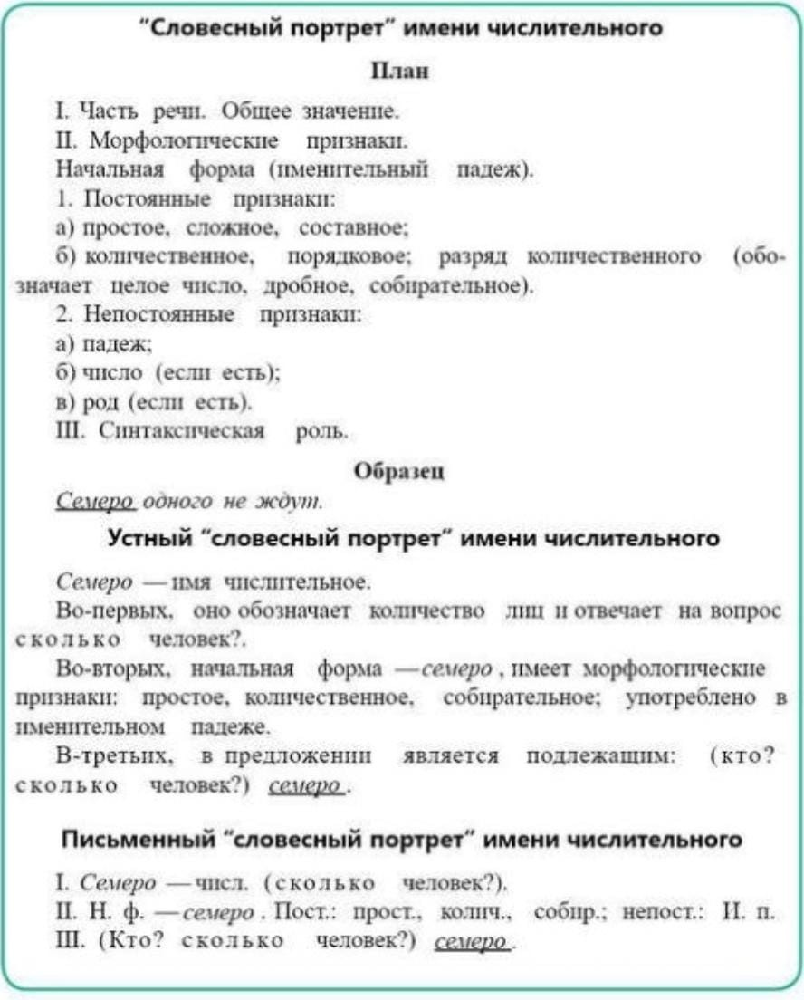 "Словесный портрет" имени числительного
План
I. Часть речи. Общее значение.
II. Морфологические признаки.
Начальная форма (именительный падеж).
1. Постоянные признаки:
а) простое, сложное, составное;
б) количественное, порядковое; разряд количественного (обо-
значает целое число, дробное, собирательное).
2. Непостоянные признаки:
а) падеж;
б) число (если есть);
в) род (если есть).
III. Синтаксическая роль.
Образец
Семеро одного не ждут.
Устный "словесный портрет" имени числительного
Семеро — имя числительное.
Во-первых, оно обозначает количество лиц и отвечает на вопрос
сколько человек?.
Во-вторых, начальная форма — семеро , имеет морфологические
признаки: простое, количественное, собирательное; употреблено в
именительном падеже.
В-третьих, в предложении является подлежащим: (кто?
сколько человек?) семеро .
Письменный "словесный портрет" имени числительного
I. Семеро — числ. (сколько человек?).
II. Н. ф. — семеро . Пост.: прост., колич., собир.; непост.: И. п.
III. (Кто? сколько человек?) семеро .